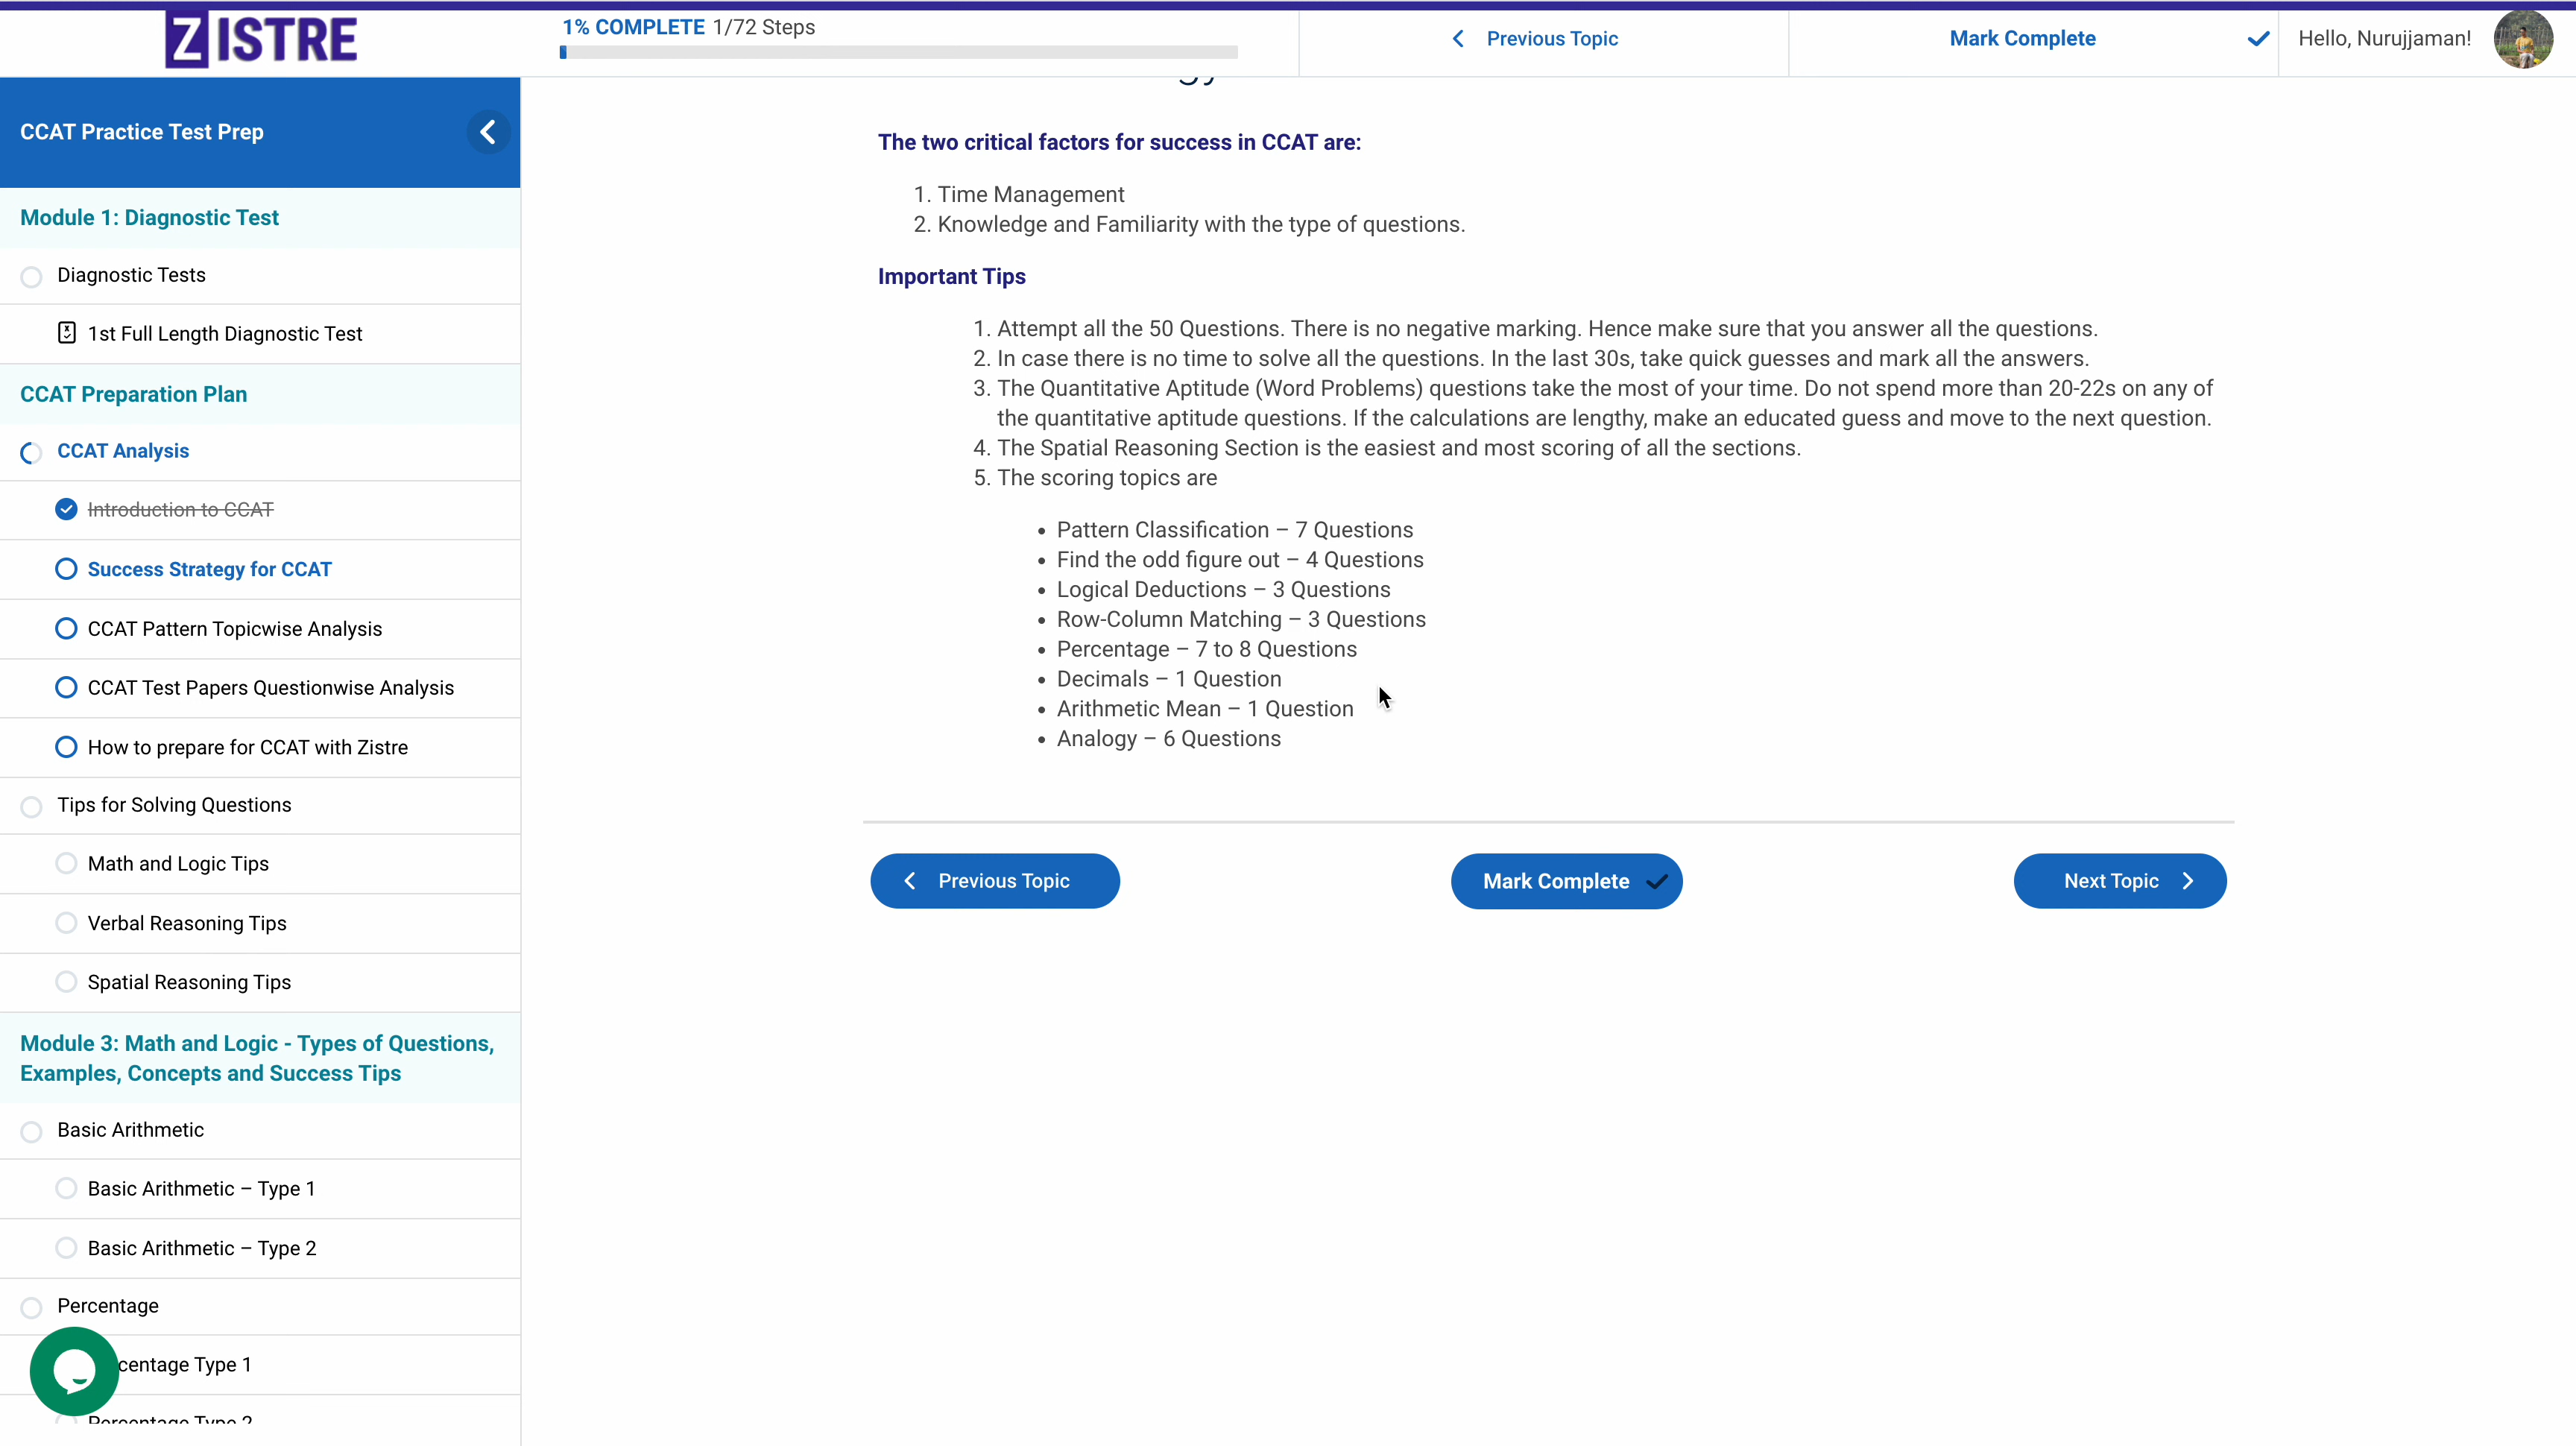 ZISTRE
1% COMPLETE 1/72 Steps
Previous Topic
Mark Complete
Hello, Nurujjaman!
CCAT Practice Test Prep
Module 1: Diagnostic Test
Diagnostic Tests
1st Full Length Diagnostic Test
CCAT Preparation Plan
CCAT Analysis
Introduction to CCAT
Success Strategy for CCAT
CCAT Pattern Topicwise Analysis
CCAT Test Papers Questionwise Analysis
How to prepare for CCAT with Zistre
Tips for Solving Questions
Math and Logic Tips
Verbal Reasoning Tips
Spatial Reasoning Tips
Module 3: Math and Logic - Types of Questions,
Examples, Concepts and Success Tips
Basic Arithmetic
Basic Arithmetic – Type 1
Basic Arithmetic – Type 2
Percentage
Type 1
Percentage Type 2
The two critical factors for success in CCAT are:
1. Time Management
2. Knowledge and Familiarity with the type of questions.
Important Tips
1. Attempt all the 50 Questions. There is no negative marking. Hence make sure that you answer all the questions.
2. In case there is no time to solve all the questions. In the last 30s, take quick guesses and mark all the answers.
3. The Quantitative Aptitude (Word Problems) questions take the most of your time. Do not spend more than 20-22s on any of
the quantitative aptitude questions. If the calculations are lengthy, make an educated guess and move to the next question.
4. The Spatial Reasoning Section is the easiest and most scoring of all the sections.
5. The scoring topics are
• Pattern Classification – 7 Questions
• Find the odd figure out – 4 Questions
• Logical Deductions – 3 Questions
• Row-Column Matching – 3 Questions
• Percentage – 7 to 8 Questions
• Decimals – 1 Question
• Arithmetic Mean – 1 Question
• Analogy – 6 Questions
Previous Topic
Mark Complete
Next Topic